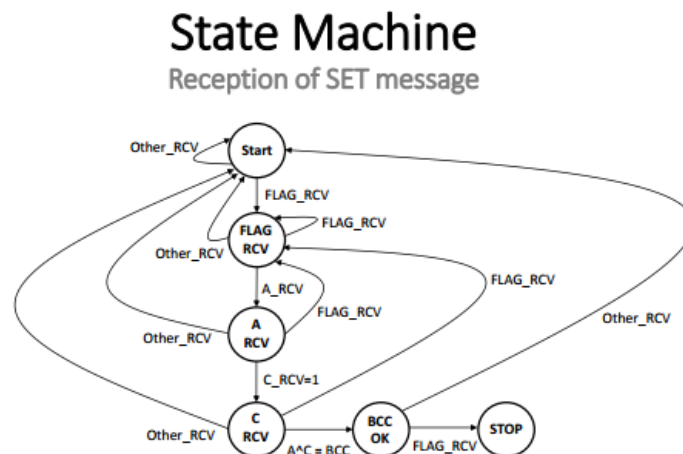 State Machine
Reception of SET message
Other_RCV
Start
FLAG_RCV
FLAG
RCV
FLAG_RCV
Other_RCV
A_RCV
FLAG_RCV
FLAG_RCV
A
RCV
Other_RCV
Other_RCV
C_RCV=1
C
RCV
Other_RCV
A^C = BCC
BCC
OK
FLAG_RCV
STOP